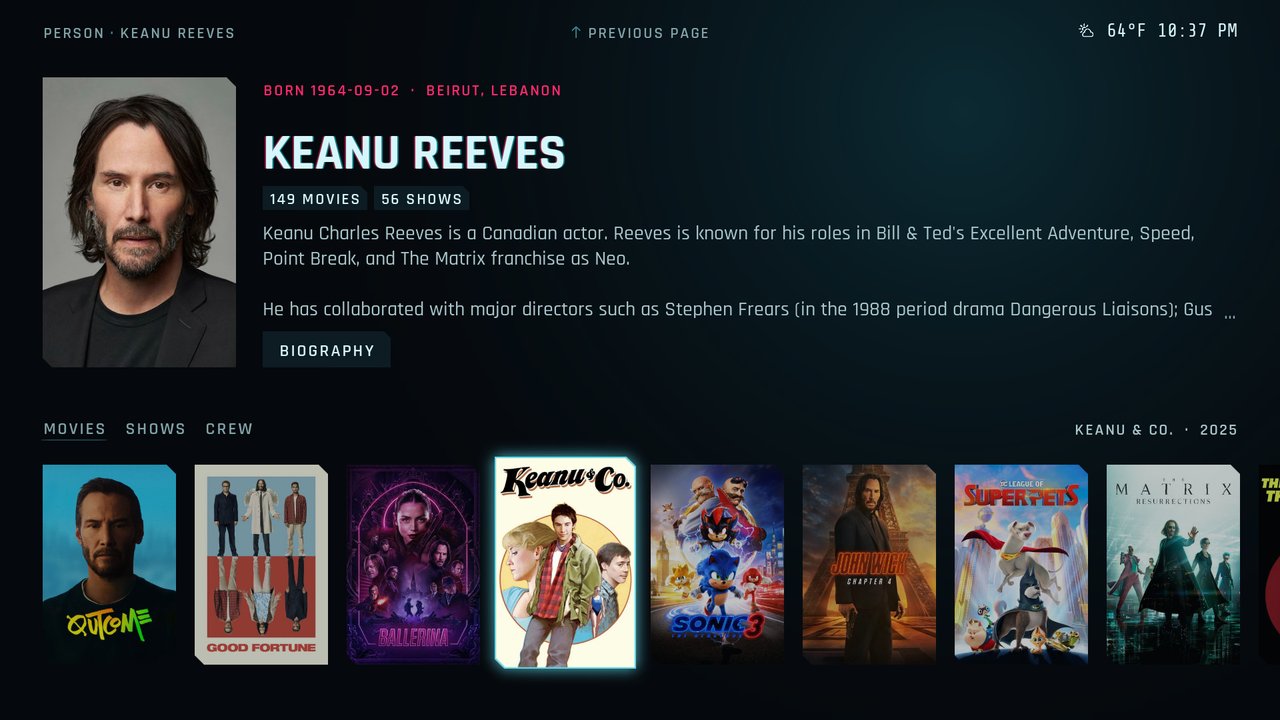 PERSON · KEANU REEVES
↑ PREVIOUS PAGE
64°F 10:37 PM
BORN 1964-09-02 · BEIRUT, LEBANON
KEANU REEVES
149 MOVIES
56 SHOWS
Keanu Charles Reeves is a Canadian actor. Reeves is known for his roles in Bill & Ted's Excellent Adventure, Speed,
Point Break, and The Matrix franchise as Neo.
He has collaborated with major directors such as Stephen Frears (in the 1988 period drama Dangerous Liaisons); Gus ...
BIOGRAPHY
MOVIES SHOWS CREW
KEANU & CO. · 2025
OUTCOME
GOOD FORTUNE
BALLERINA
Keanu & Co.
SONIC 3
JOHN WICK
CHAPTER 4
DC LEAGUE OF
SUPER-PETS
THE
MATRIX
RESURRECTIONS